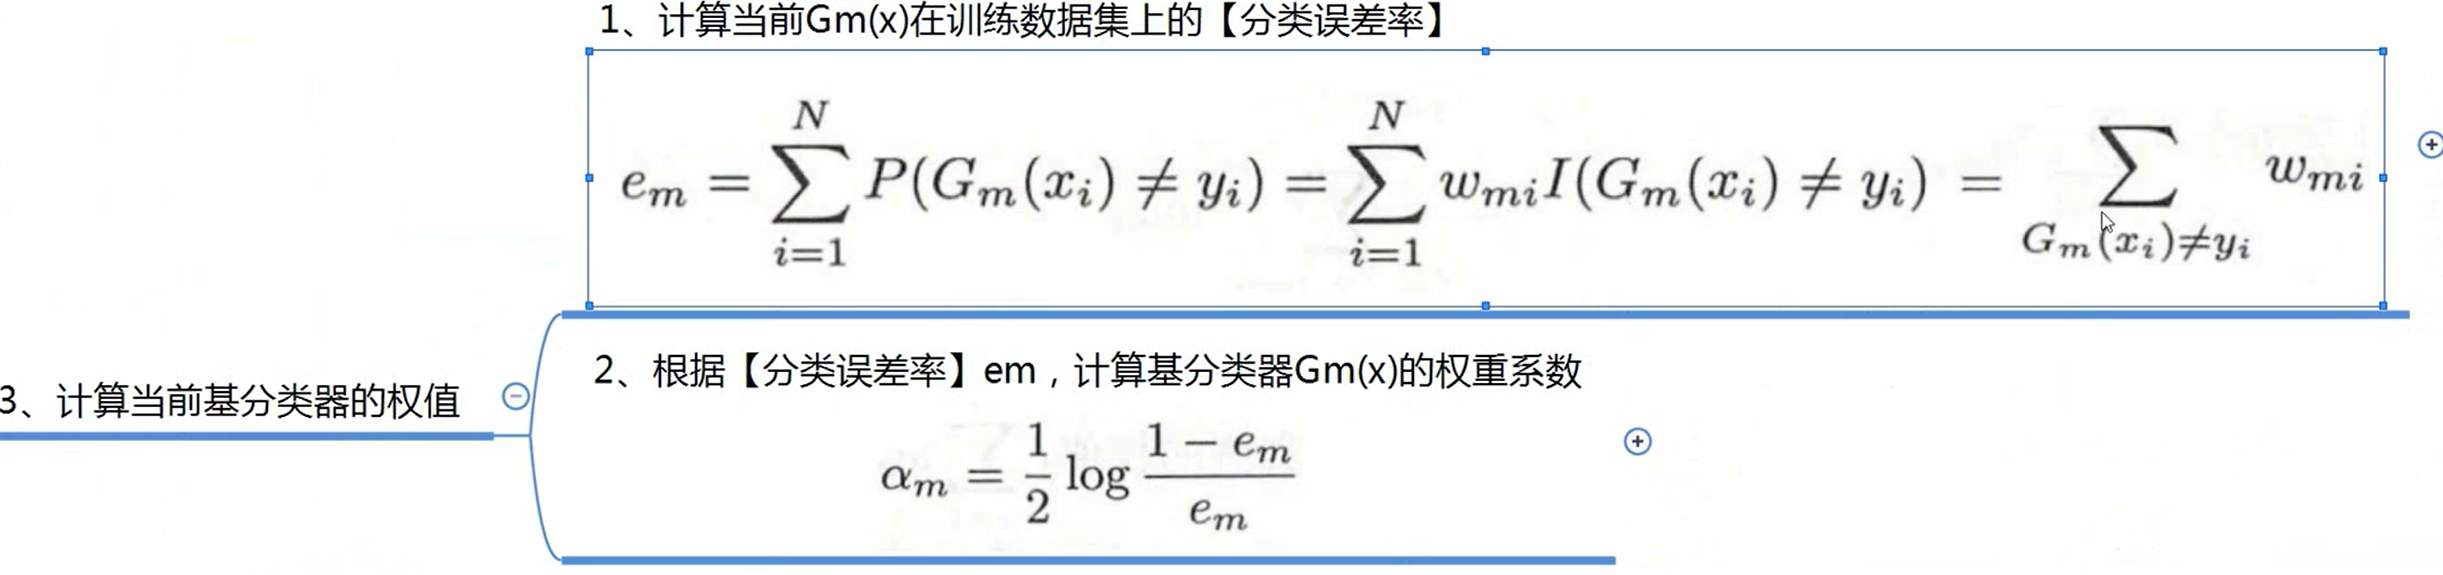 1、计算当前Gm(x)在训练数据集上的【分类误差率】
e_m = \sum_{i=1}^{N} P(G_m(x_i) ≠ y_i) = \sum_{i=1}^{N} w_{mi} I(G_m(x_i) ≠ y_i) = \sum_{G_m(x_i)≠y_i} w_{mi}
3、计算当前基分类器的权值
2、根据【分类误差率】em，计算基分类器Gm(x)的权重系数
α_m = \frac{1}{2} \log \frac{1 - e_m}{e_m}